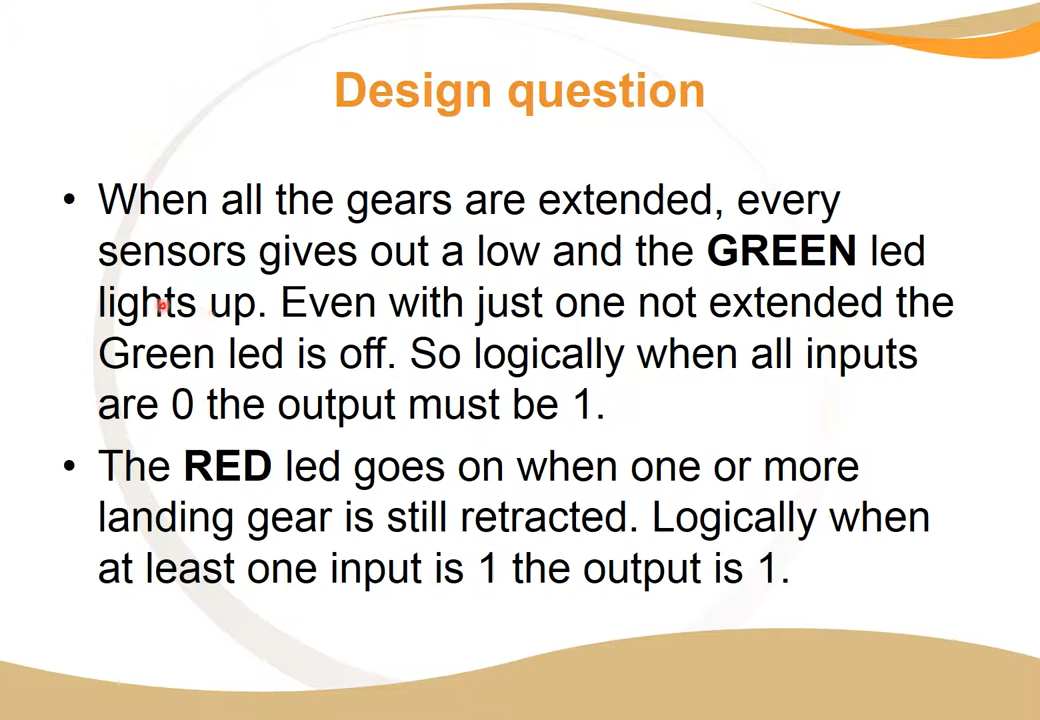 Design question
• When all the gears are extended, every
sensors gives out a low and the GREEN led
lights up. Even with just one not extended the
Green led is off. So logically when all inputs
are 0 the output must be 1.
• The RED led goes on when one or more
landing gear is still retracted. Logically when
at least one input is 1 the output is 1.